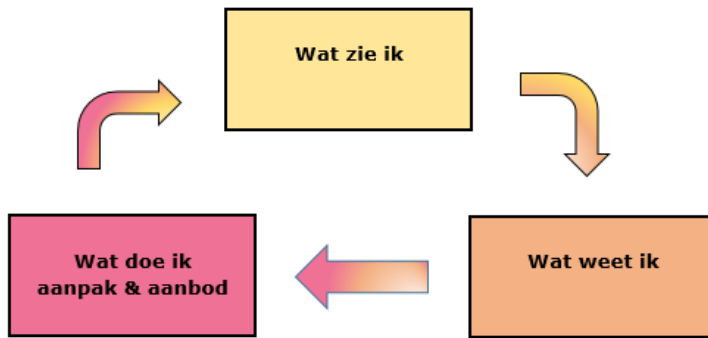 Wat zie ik
Wat weet ik
Wat doe ik
aanpak & aanbod